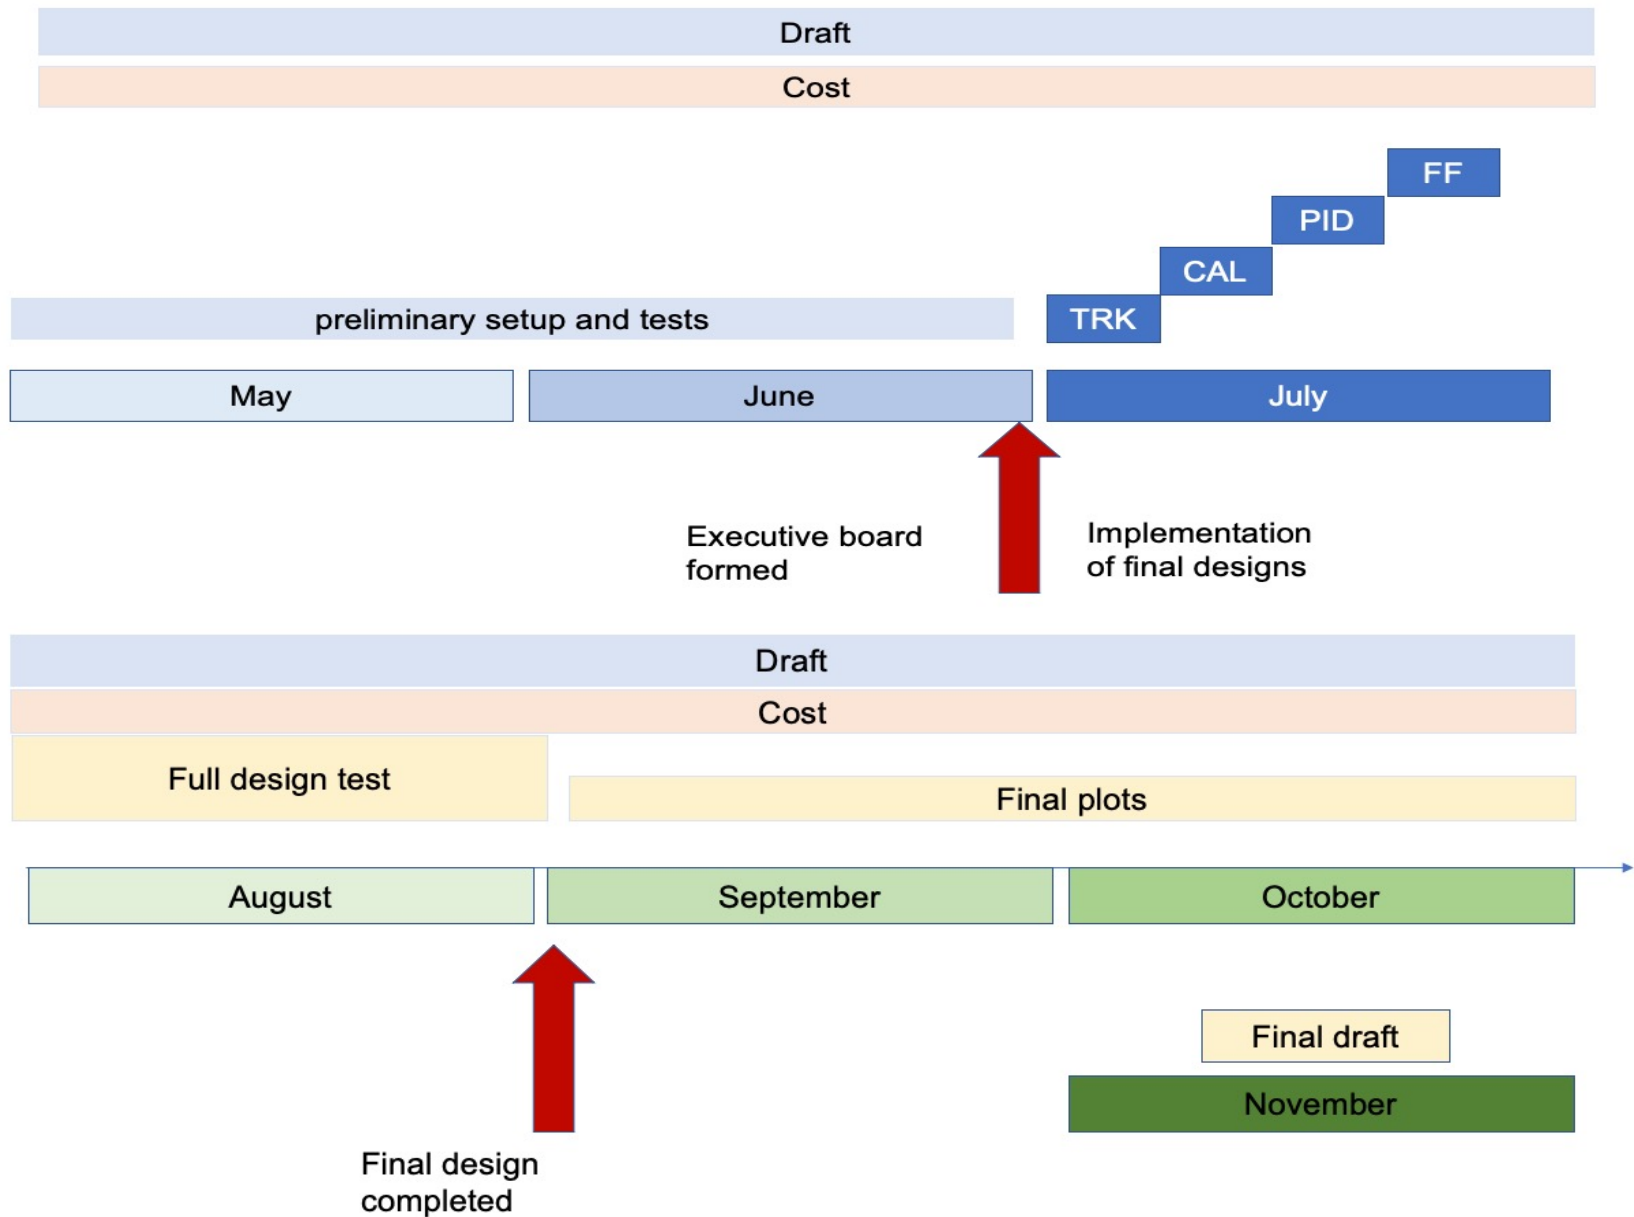 Draft
Cost
FF
PID
CAL
TRK
preliminary setup and tests
May
June
July
Executive board
formed
Implementation
of final designs
Draft
Cost
Full design test
Final plots
August
September
October
Final draft
November
Final design
completed